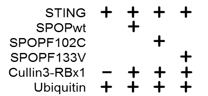 STING + + + +
SPOPwt +
SPOPF102C +
SPOPF133V +
Cullin3-RBx1 - + + +
Ubiquitin + + + +